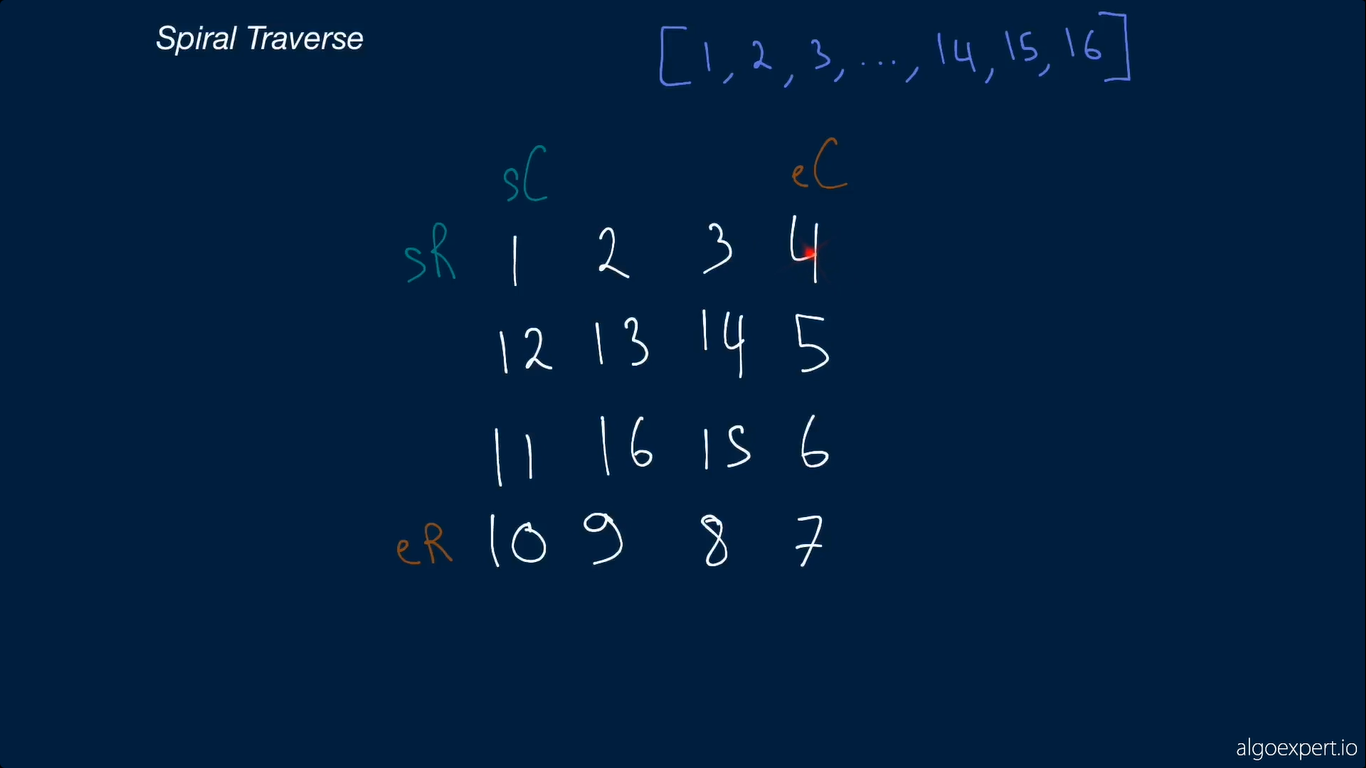 Spiral Traverse
[1, 2, 3, ..., 14, 15, 16]
sC eC
sR 1 2 3 4
12 13 14 5
11 16 15 6
eR 10 9 8 7
algoexpert.io